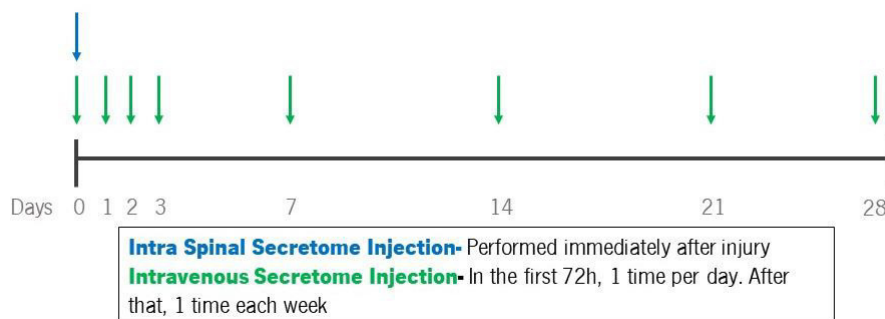 Days 0 1 2 3 7 14 21 28
Intra Spinal Secretome Injection- Performed immediately after injury
Intravenous Secretome Injection- In the first 72h, 1 time per day. After
that, 1 time each week